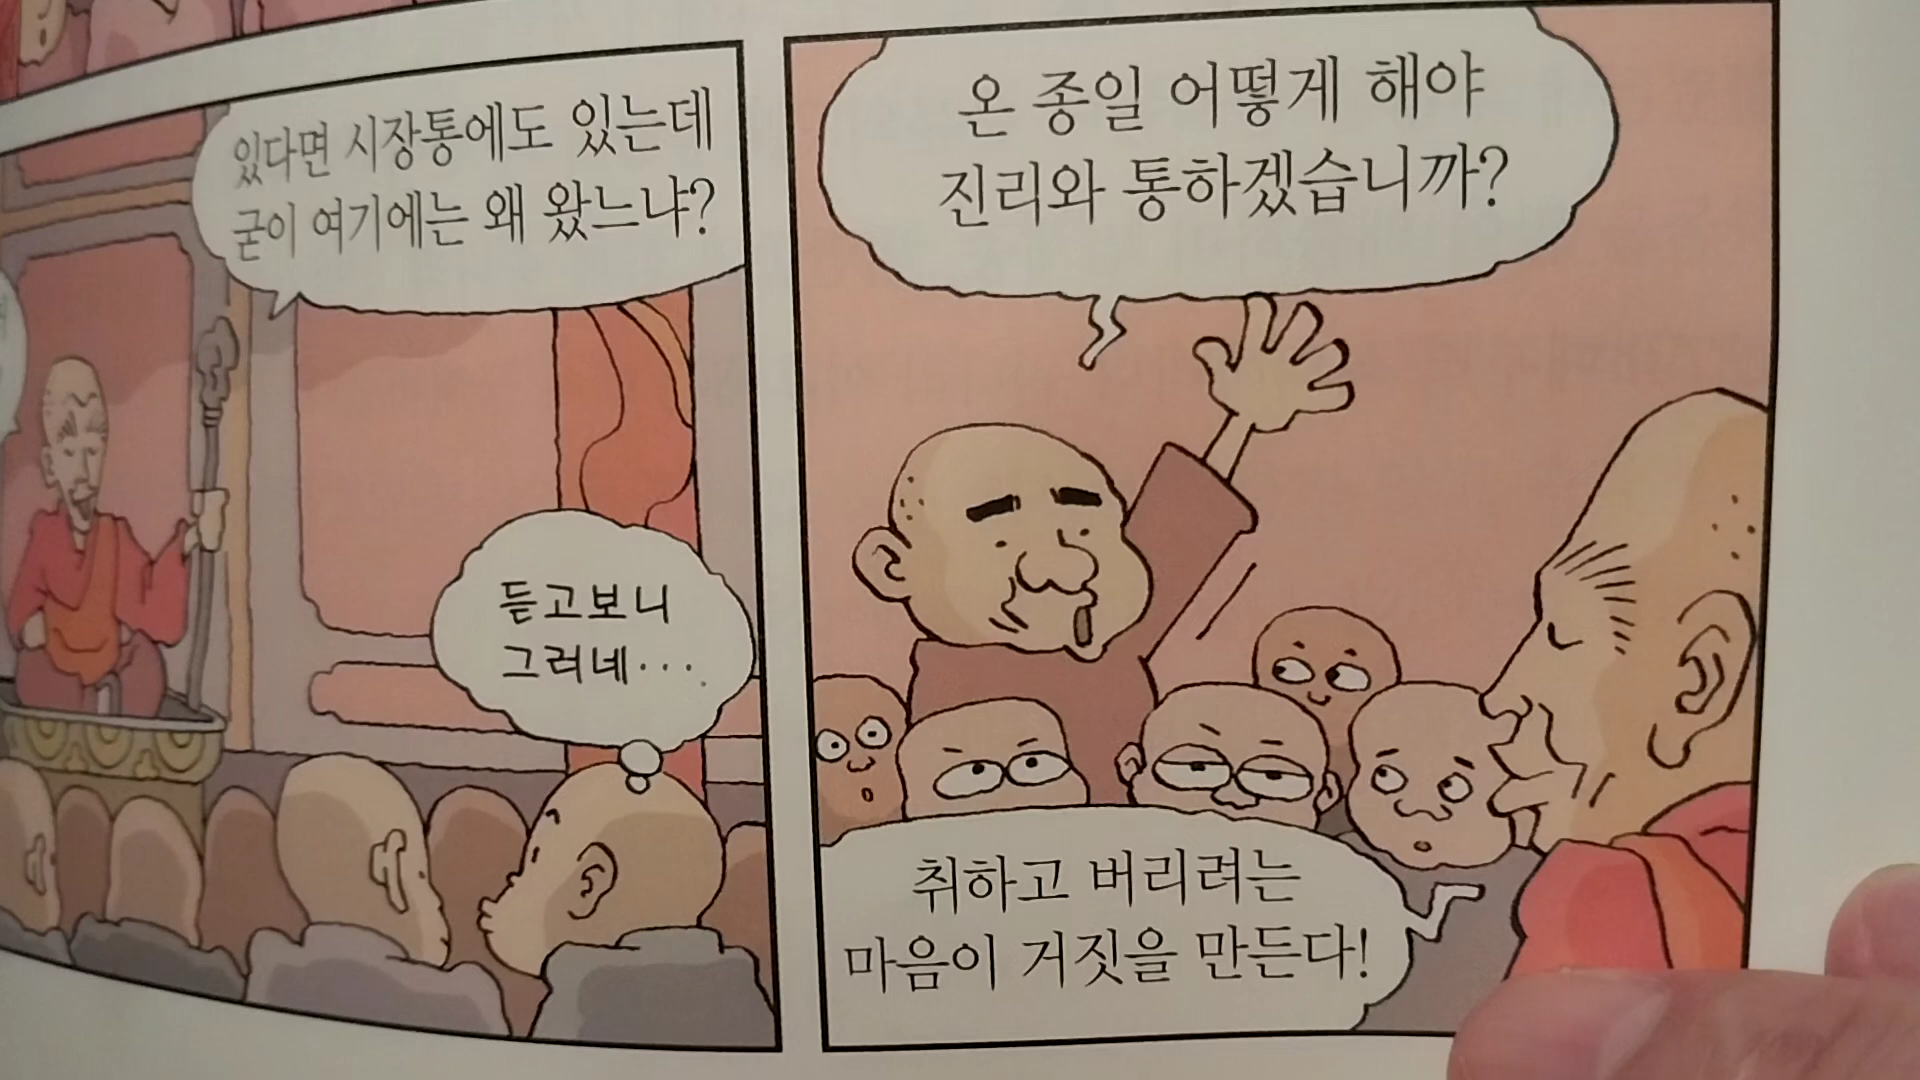 있다면 시장통에도 있는데
굳이 여기에는 왜 왔느냐?
듣고보니
그러네...
온 종일 어떻게 해야
진리와 통하겠습니까?
취하고 버리려는
마음이 거짓을 만든다!